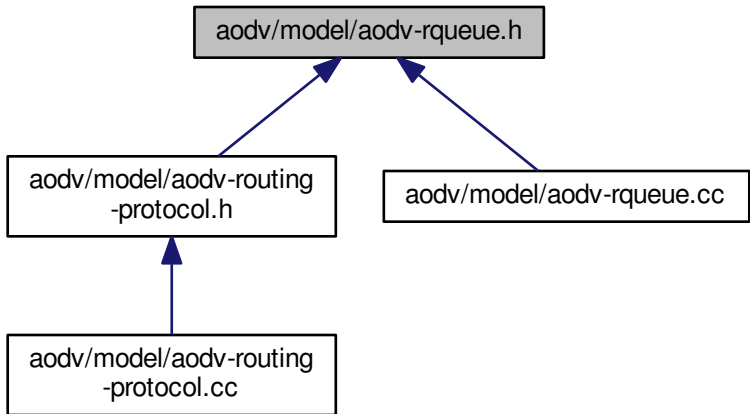 aodv/model/aodv-rqueue.h
aodv/model/aodv-routing
-protocol.h
aodv/model/aodv-rqueue.cc
aodv/model/aodv-routing
-protocol.cc